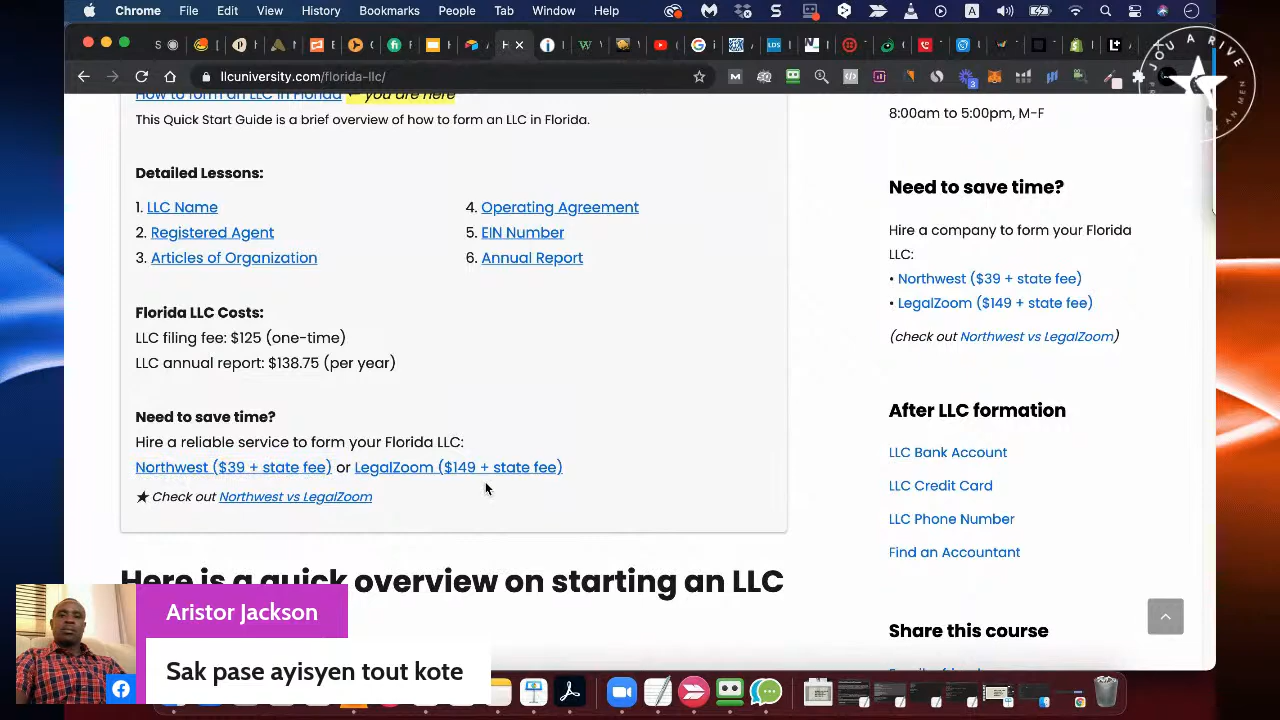 Chrome File Edit View History Bookmarks People Tab Window Help
llcuniversity.com/florida-llc/
How to form an LLC in Florida ← you are here
This Quick Start Guide is a brief overview of how to form an LLC in Florida.
Detailed Lessons:
1. LLC Name
2. Registered Agent
3. Articles of Organization
4. Operating Agreement
5. EIN Number
6. Annual Report
Florida LLC Costs:
LLC filing fee: $125 (one-time)
LLC annual report: $138.75 (per year)
Need to save time?
Hire a reliable service to form your Florida LLC:
Northwest ($39 + state fee) or LegalZoom ($149 + state fee)
★ Check out Northwest vs LegalZoom
Here is a quick overview on starting an LLC
8:00am to 5:00pm, M-F
Need to save time?
Hire a company to form your Florida
LLC:
• Northwest ($39 + state fee)
• LegalZoom ($149 + state fee)
(check out Northwest vs LegalZoom)
After LLC formation
LLC Bank Account
LLC Credit Card
LLC Phone Number
Find an Accountant
Share this course
JOU A RIVE
Aristor Jackson
Sak pase ayisyen tout kote